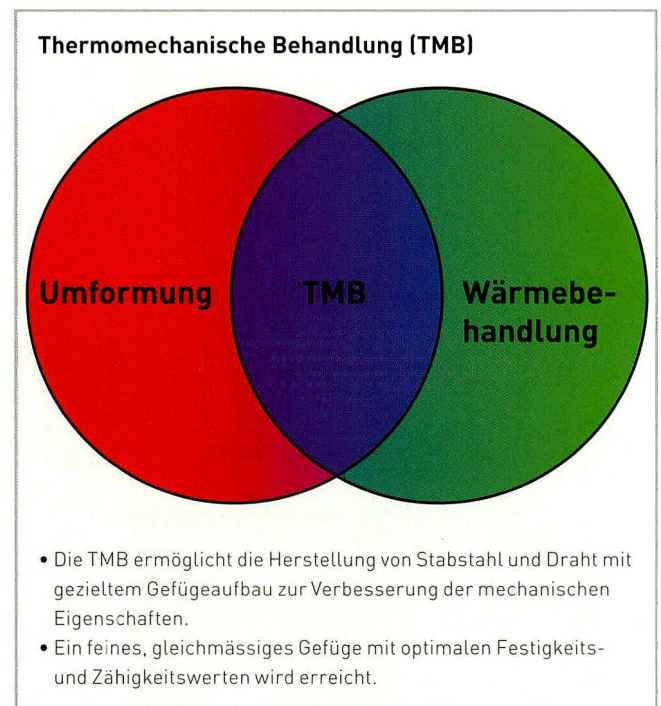 Thermomechanische Behandlung (TMB)
Umformung
TMB
Wärmebe-
handlung
• Die TMB ermöglicht die Herstellung von Stabstahl und Draht mit
gezieltem Gefügeaufbau zur Verbesserung der mechanischen
Eigenschaften.
• Ein feines, gleichmässiges Gefüge mit optimalen Festigkeits-
und Zähigkeitswerten wird erreicht.